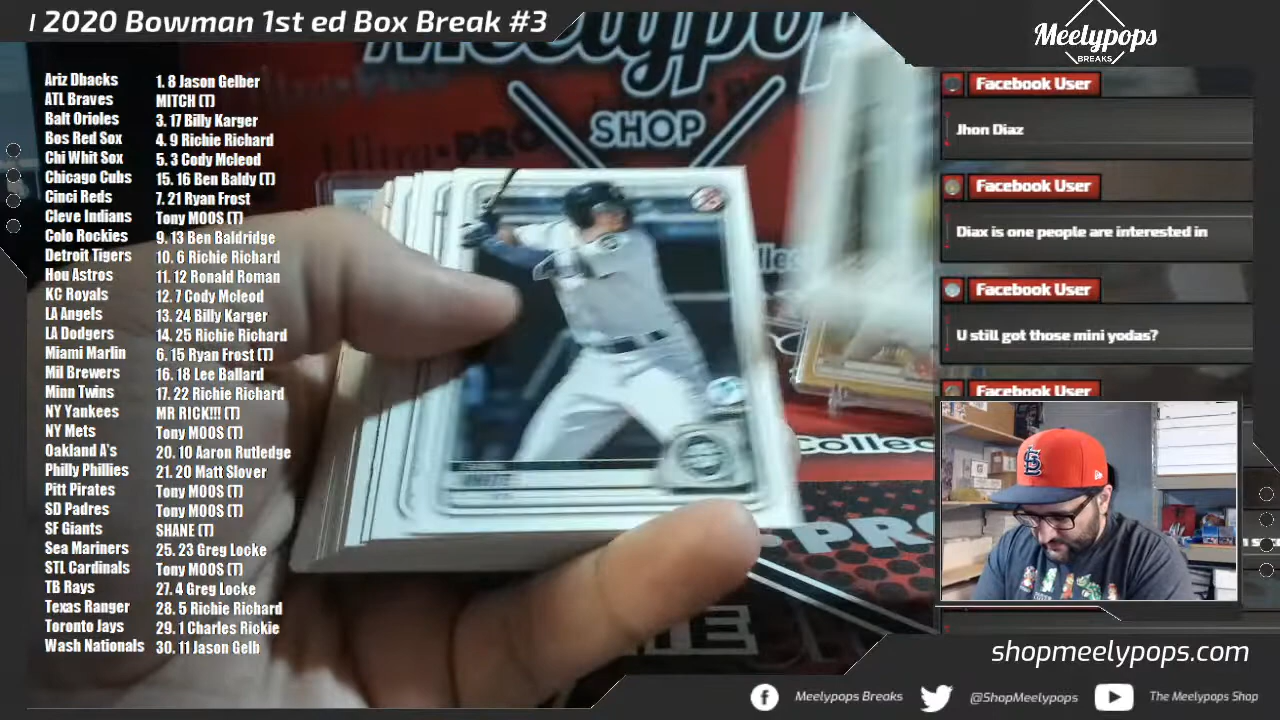 2020 Bowman 1st ed Box Break #3
Meelypops
BREAKS
Meelypop
SHOP
Ariz Dbacks 1. 8 Jason Gelber
ATL Braves MITCH (T)
Balt Orioles 3. 17 Billy Karger
Bos Red Sox 4. 9 Richie Richard
Chi Whit Sox 5. 3 Cody Mcleod
Chicago Cubs 15. 16 Ben Baldy (T)
Cinci Reds 7. 21 Ryan Frost
Cleve Indians Tony MOOS (T)
Colo Rockies 9. 13 Ben Baldridge
Detroit Tigers 10. 6 Richie Richard
Hou Astros 11. 12 Ronald Roman
KC Royals 12. 7 Cody Mcleod
LA Angels 13. 24 Billy Karger
LA Dodgers 14. 25 Richie Richard
Miami Marlin 6. 15 Ryan Frost (T)
Mil Brewers 16. 18 Lee Ballard
Minn Twins 17. 22 Richie Richard
NY Yankees MR RICK!!! (T)
NY Mets Tony MOOS (T)
Oakland A's 20. 10 Aaron Rutledge
Philly Phillies 21. 20 Matt Slover
Pitt Pirates Tony MOOS (T)
SD Padres Tony MOOS (T)
SF Giants SHANE (T)
Sea Mariners 25. 23 Greg Locke
STL Cardinals Tony MOOS (T)
TB Rays 27. 4 Greg Locke
Texas Ranger 28. 5 Richie Richard
Toronto Jays 29. 1 Charles Rickie
Wash Nationals 30. 11 Jason Gelb
Facebook User
Jhon Diaz
Facebook User
Diax is one people are interested in
Facebook User
U still got those mini yodas?
Facebook User
shopmeelypops.com
Meelypops Breaks
@ShopMeelypops
The Meelypops Shop